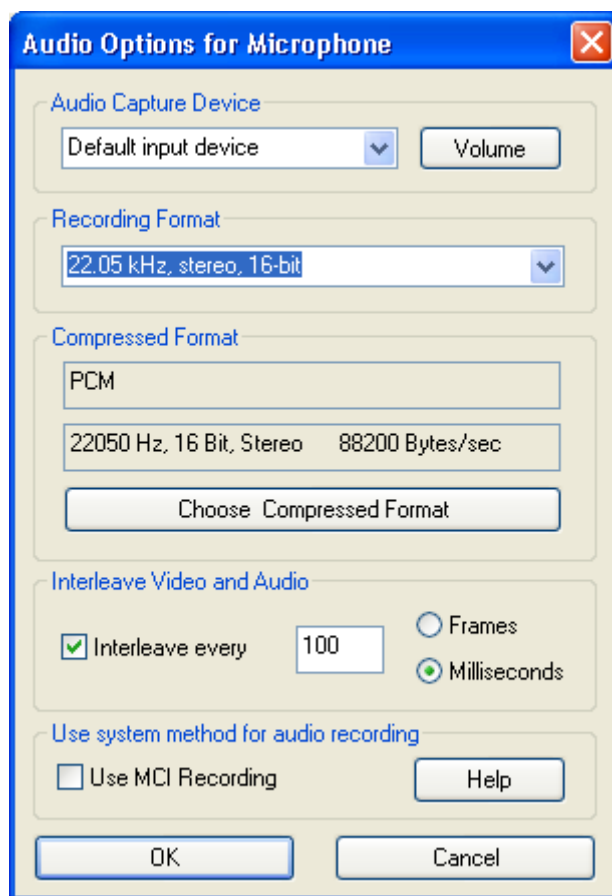 Audio Options for Microphone
Audio Capture Device
Default input device
Volume
Recording Format
22.05 kHz, stereo, 16-bit
Compressed Format
PCM
22050 Hz, 16 Bit, Stereo 88200 Bytes/sec
Choose Compressed Format
Interleave Video and Audio
Interleave every
100
Frames
Milliseconds
Use system method for audio recording
Use MCI Recording
Help
OK
Cancel